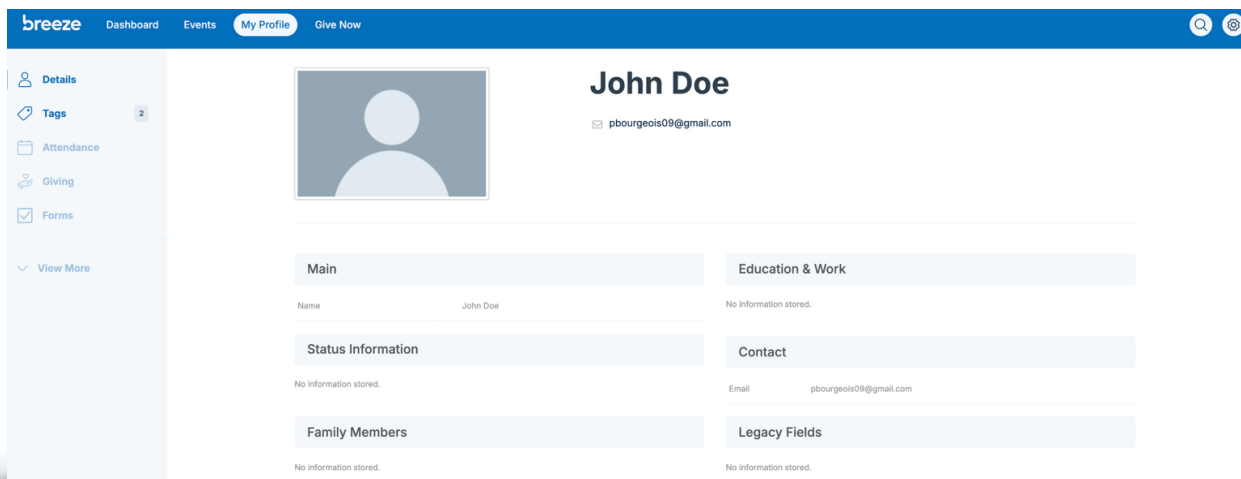 breeze Dashboard Events My Profile Give Now
Details
Tags 2
Attendance
Giving
Forms
View More
John Doe
pbourgeois09@gmail.com
Main
Name John Doe
Status Information
No information stored.
Family Members
No information stored.
Education & Work
No information stored.
Contact
Email pbourgeois09@gmail.com
Legacy Fields
No information stored.